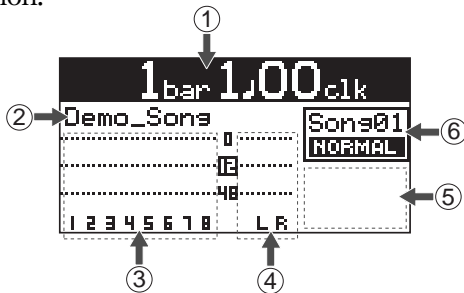 sion.
①
1bar 1,00clk
② Demo_Song
Song01 ⑥
NORMAL
0
12
48
⑤
1 2 3 4 5 6 7 8 L R
③ ④